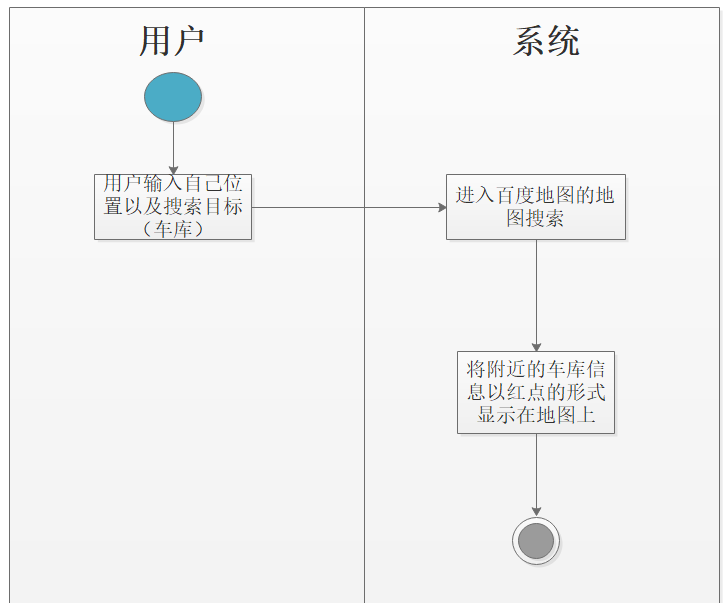 用户
系统
用户输入自己位
置以及搜索目标
（车库）
进入百度地图的地
图搜索
将附近的车库信
息以红点的形式
显示在地图上